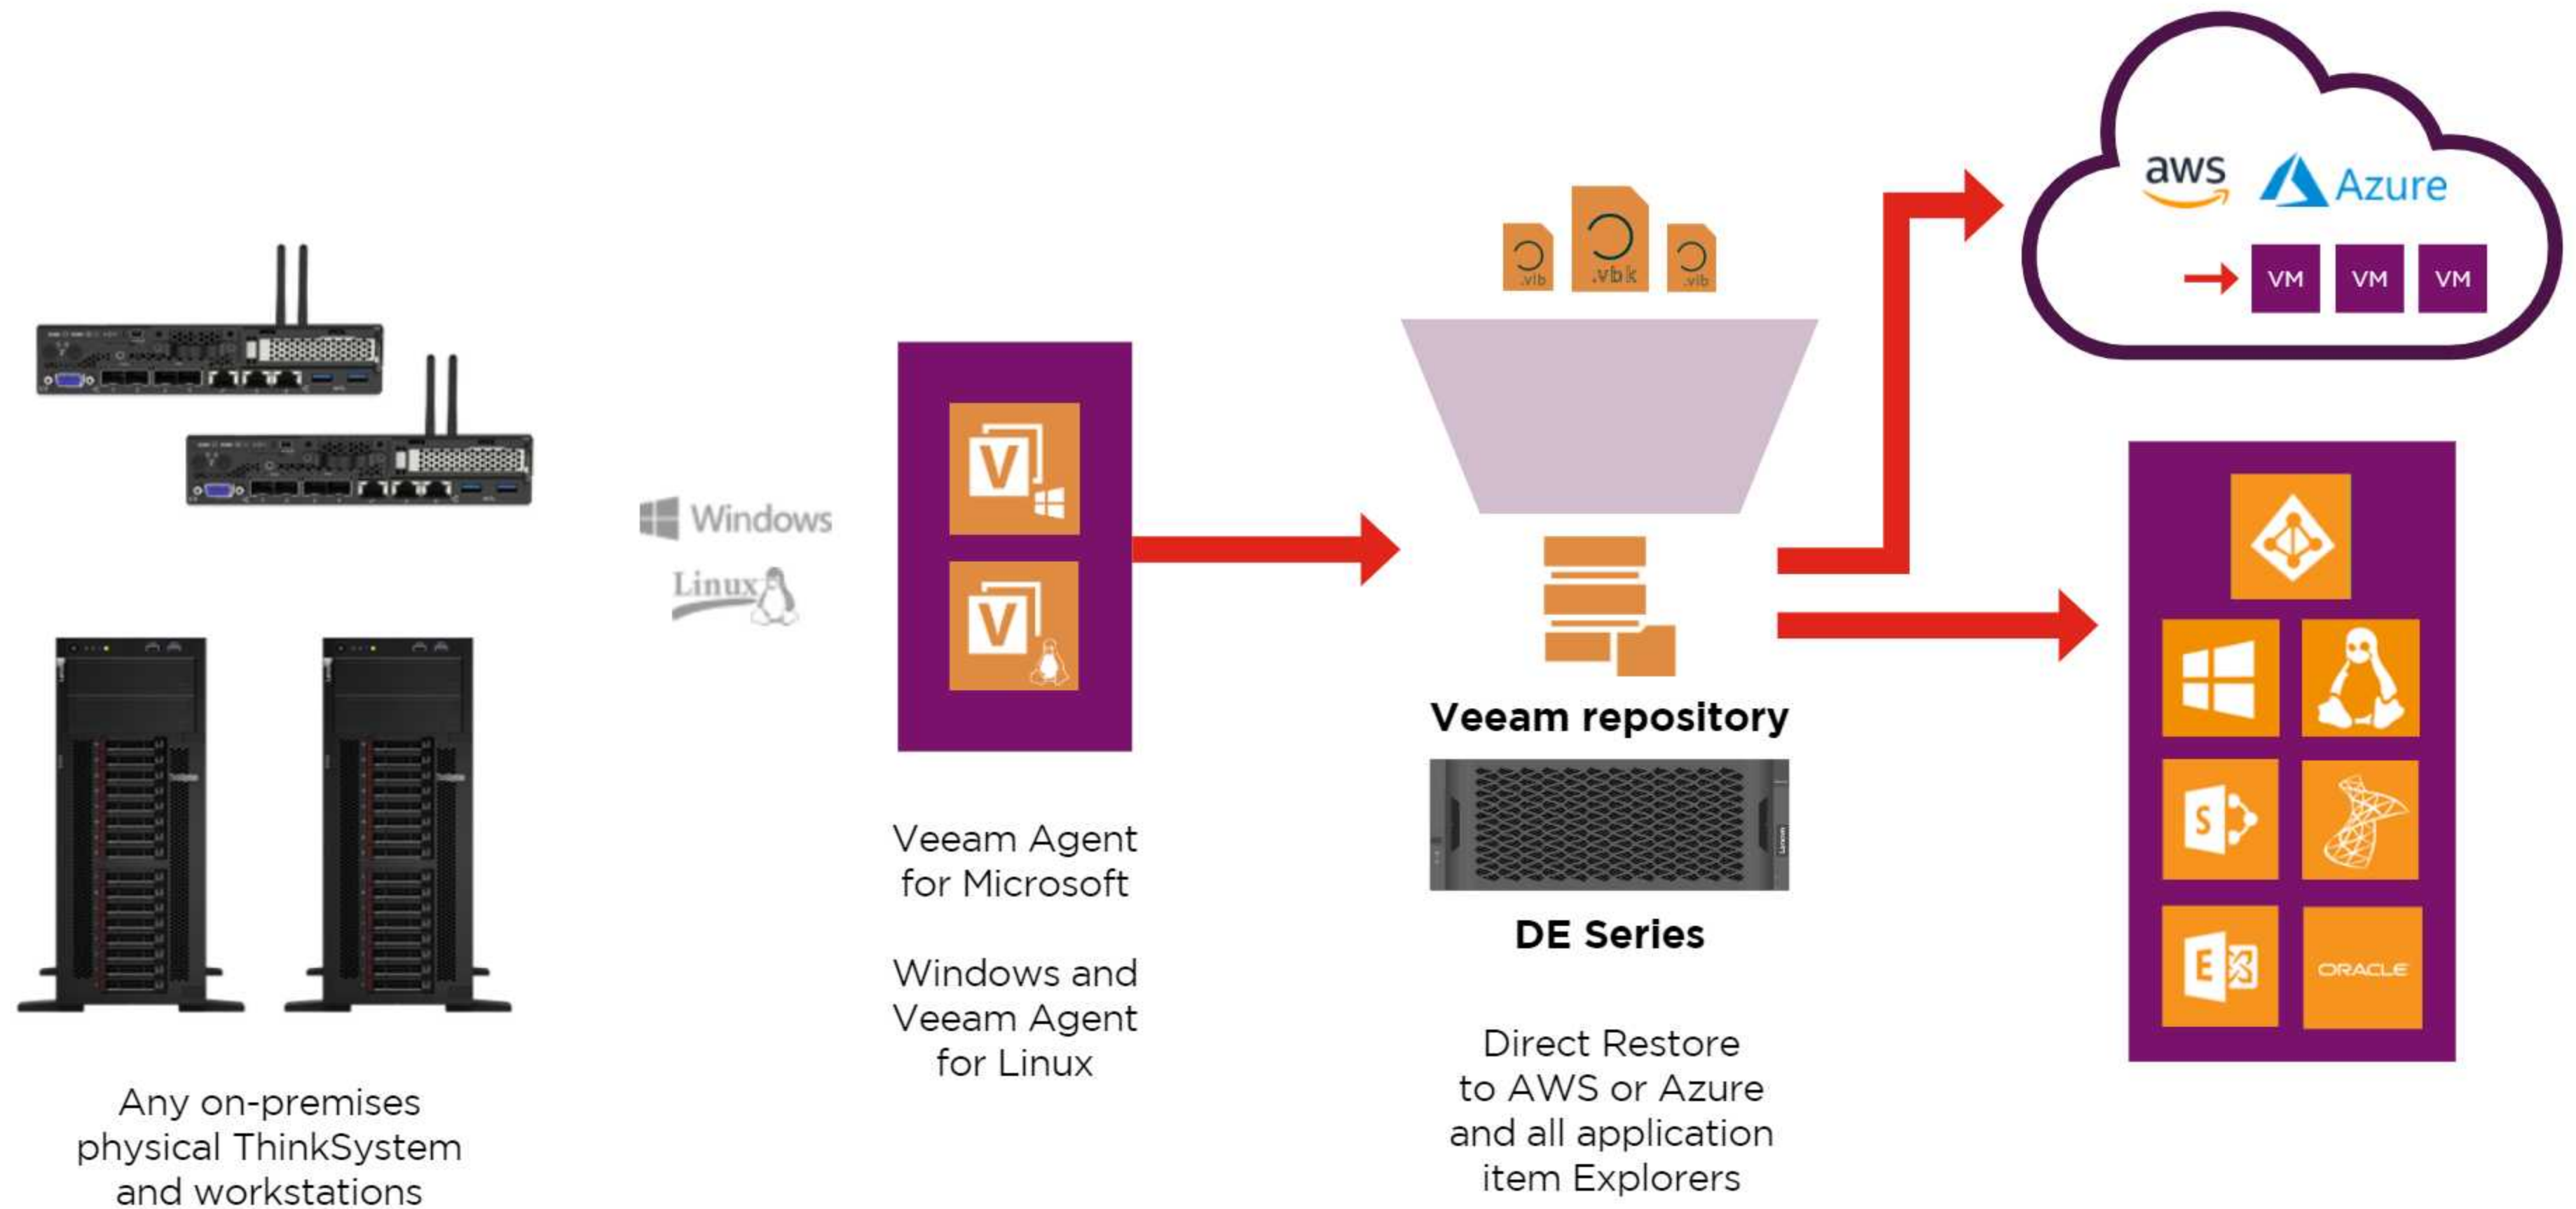 Windows
Linux
V
V
Veeam Agent
for Microsoft
Windows and
Veeam Agent
for Linux
Any on-premises
physical ThinkSystem
and workstations
.vib
.vbk
.vib
Veeam repository
DE Series
Direct Restore
to AWS or Azure
and all application
item Explorers
aws
Azure
VM VM VM
S
E
ORACLE